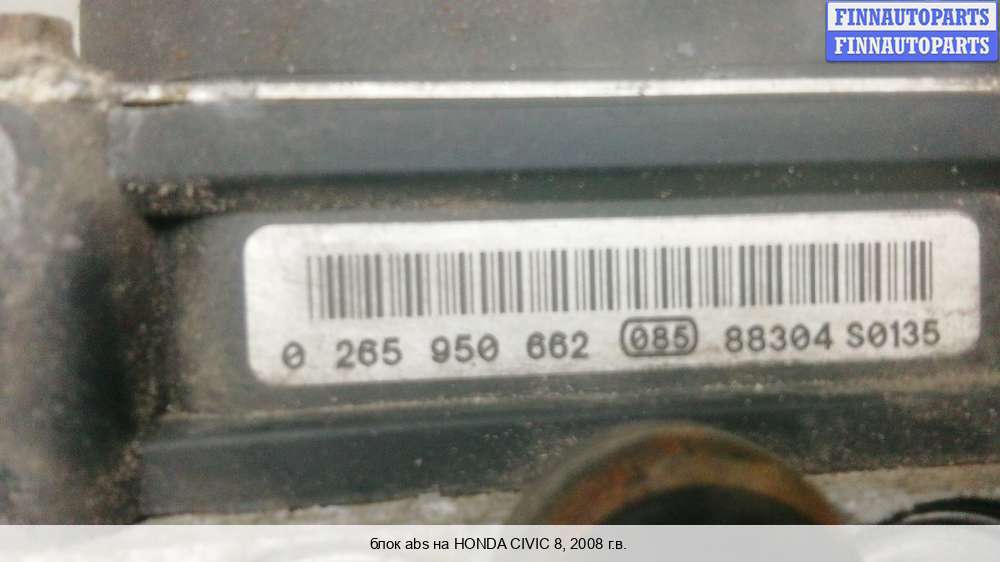 FINNAUTOPARTS
FINNAUTOPARTS
0 265 950 662 085 88304 S0135
блок abs на HONDA CIVIC 8, 2008 г.в.